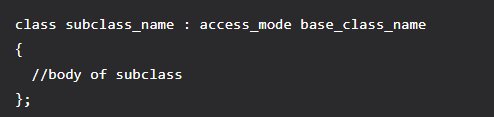 class subclass_name : access_mode base_class_name
{
  //body of subclass
};